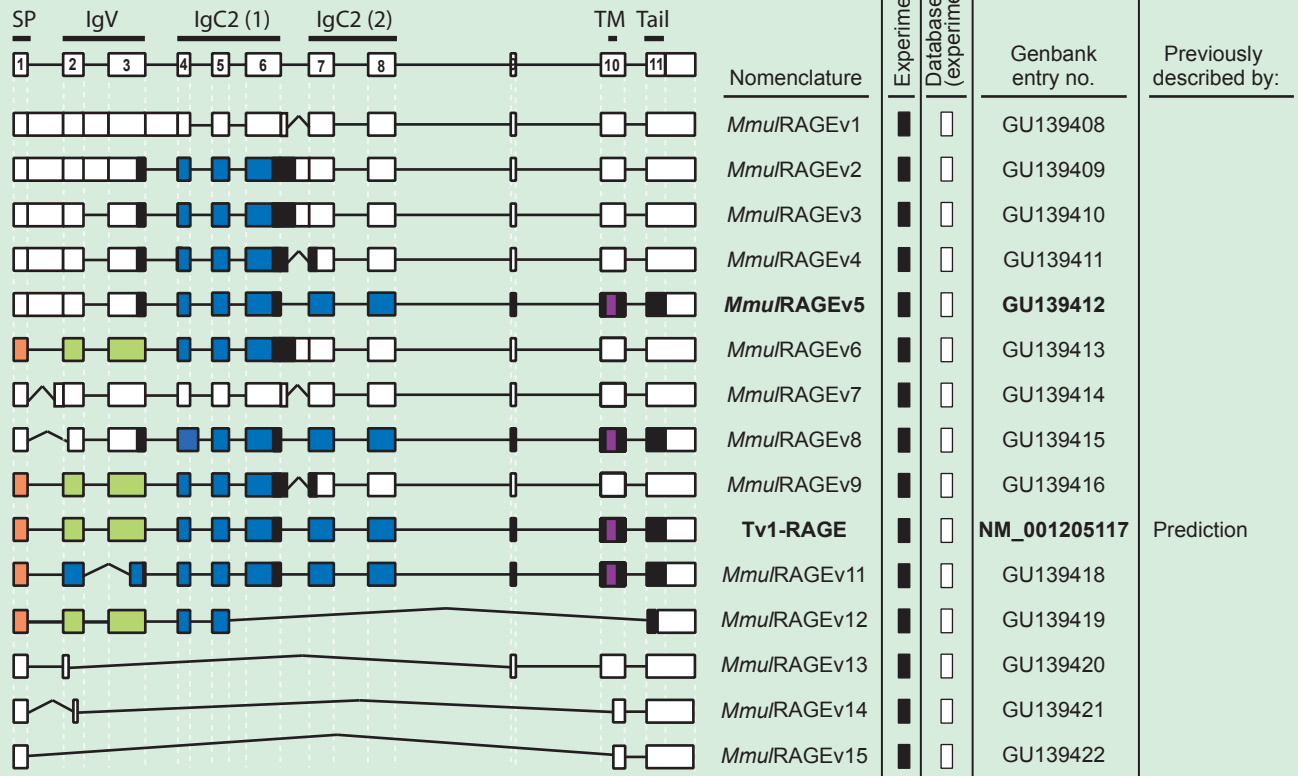 SP IgV IgC2 (1) IgC2 (2) TM Tail
1 2 3 4 5 6 7 8 9 10 11
Nomenclature Genbank entry no. Previously described by:
MmulRAGEv1 GU139408
MmulRAGEv2 GU139409
MmulRAGEv3 GU139410
MmulRAGEv4 GU139411
MmulRAGEv5 GU139412
MmulRAGEv6 GU139413
MmulRAGEv7 GU139414
MmulRAGEv8 GU139415
MmulRAGEv9 GU139416
Tv1-RAGE NM_001205117 Prediction
MmulRAGEv11 GU139418
MmulRAGEv12 GU139419
MmulRAGEv13 GU139420
MmulRAGEv14 GU139421
MmulRAGEv15 GU139422